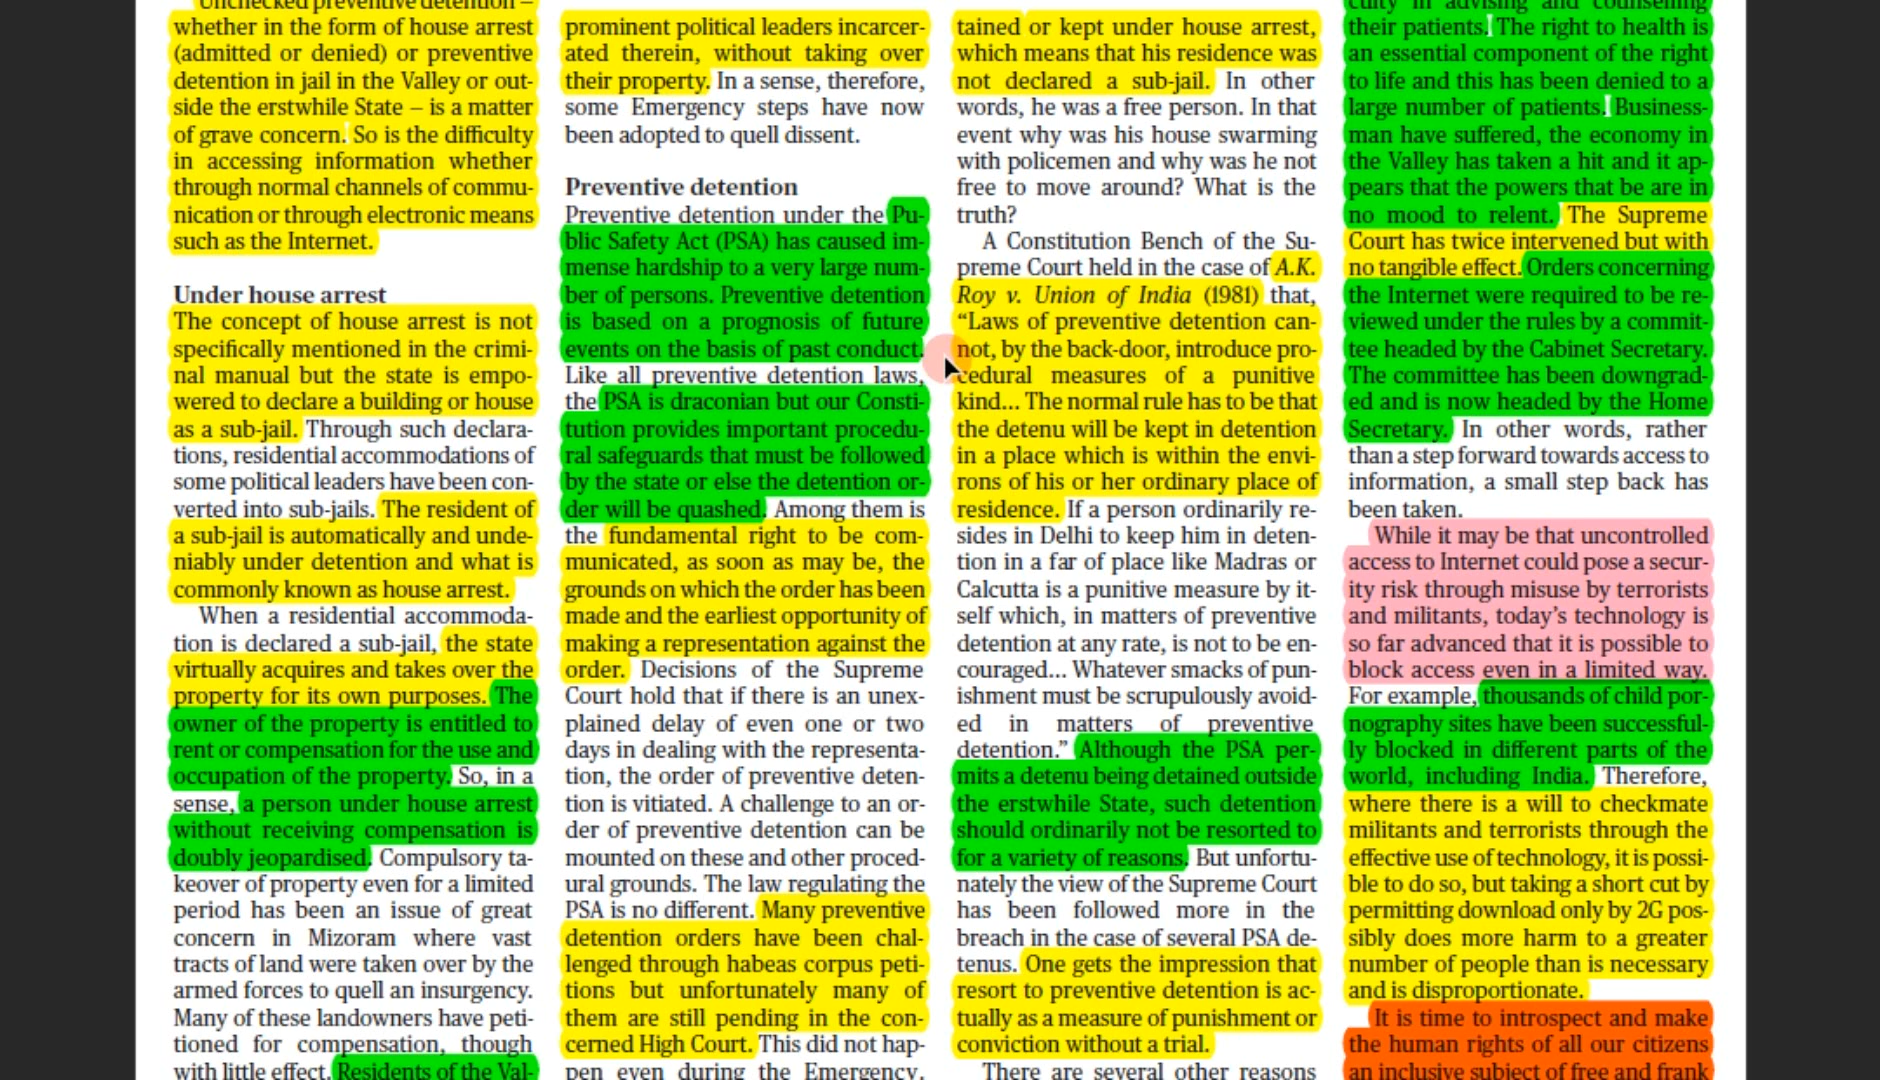 Unchecked preventive detention –
whether in the form of house arrest
(admitted or denied) or preventive
detention in jail in the Valley or out-
side the erstwhile State – is a matter
of grave concern. So is the difficulty
in accessing information whether
through normal channels of commu-
nication or through electronic means
such as the Internet.
Under house arrest
The concept of house arrest is not
specifically mentioned in the crimi-
nal manual but the state is empo-
wered to declare a building or house
as a sub-jail. Through such declara-
tions, residential accommodations of
some political leaders have been con-
verted into sub-jails. The resident of
a sub-jail is automatically and unde-
niably under detention and what is
commonly known as house arrest.
When a residential accommoda-
tion is declared a sub-jail, the state
virtually acquires and takes over the
property for its own purposes. The
owner of the property is entitled to
rent or compensation for the use and
occupation of the property. So, in a
sense, a person under house arrest
without receiving compensation is
doubly jeopardised. Compulsory ta-
keover of property even for a limited
period has been an issue of great
concern in Mizoram where vast
tracts of land were taken over by the
armed forces to quell an insurgency.
Many of these landowners have peti-
tioned for compensation, though
with little effect. Residents of the Val-
prominent political leaders incarcer-
ated therein, without taking over
their property. In a sense, therefore,
some Emergency steps have now
been adopted to quell dissent.
Preventive detention
Preventive detention under the Pu-
blic Safety Act (PSA) has caused im-
mense hardship to a very large num-
ber of persons. Preventive detention
is based on a prognosis of future
events on the basis of past conduct.
Like all preventive detention laws,
the PSA is draconian but our Consti-
tution provides important procedu-
ral safeguards that must be followed
by the state or else the detention or-
der will be quashed. Among them is
the fundamental right to be com-
municated, as soon as may be, the
grounds on which the order has been
made and the earliest opportunity of
making a representation against the
order. Decisions of the Supreme
Court hold that if there is an unex-
plained delay of even one or two
days in dealing with the representa-
tion, the order of preventive deten-
tion is vitiated. A challenge to an or-
der of preventive detention can be
mounted on these and other proced-
ural grounds. The law regulating the
PSA is no different. Many preventive
detention orders have been chal-
lenged through habeas corpus peti-
tions but unfortunately many of
them are still pending in the con-
cerned High Court. This did not hap-
pen even during the Emergency.
tained or kept under house arrest,
which means that his residence was
not declared a sub-jail. In other
words, he was a free person. In that
event why was his house swarming
with policemen and why was he not
free to move around? What is the
truth?
A Constitution Bench of the Su-
preme Court held in the case of A.K.
Roy v. Union of India (1981) that,
“Laws of preventive detention can-
not, by the back-door, introduce pro-
cedural measures of a punitive
kind... The normal rule has to be that
the detenu will be kept in detention
in a place which is within the envi-
rons of his or her ordinary place of
residence. If a person ordinarily re-
sides in Delhi to keep him in deten-
tion in a far of place like Madras or
Calcutta is a punitive measure by it-
self which, in matters of preventive
detention at any rate, is not to be en-
couraged... Whatever smacks of pun-
ishment must be scrupulously avoid-
ed in matters of preventive
detention.” Although the PSA per-
mits a detenu being detained outside
the erstwhile State, such detention
should ordinarily not be resorted to
for a variety of reasons. But unfortu-
nately the view of the Supreme Court
has been followed more in the
breach in the case of several PSA de-
tenus. One gets the impression that
resort to preventive detention is ac-
tually as a measure of punishment or
conviction without a trial.
There are several other reasons
culty in advising and counselling
their patients. The right to health is
an essential component of the right
to life and this has been denied to a
large number of patients. Business-
man have suffered, the economy in
the Valley has taken a hit and it ap-
pears that the powers that be are in
no mood to relent. The Supreme
Court has twice intervened but with
no tangible effect. Orders concerning
the Internet were required to be re-
viewed under the rules by a commit-
tee headed by the Cabinet Secretary.
The committee has been downgrad-
ed and is now headed by the Home
Secretary. In other words, rather
than a step forward towards access to
information, a small step back has
been taken.
While it may be that uncontrolled
access to Internet could pose a secur-
ity risk through misuse by terrorists
and militants, today’s technology is
so far advanced that it is possible to
block access even in a limited way.
For example, thousands of child por-
nography sites have been successful-
ly blocked in different parts of the
world, including India. Therefore,
where there is a will to checkmate
militants and terrorists through the
effective use of technology, it is possi-
ble to do so, but taking a short cut by
permitting download only by 2G pos-
sibly does more harm to a greater
number of people than is necessary
and is disproportionate.
It is time to introspect and make
the human rights of all our citizens
an inclusive subject of free and frank